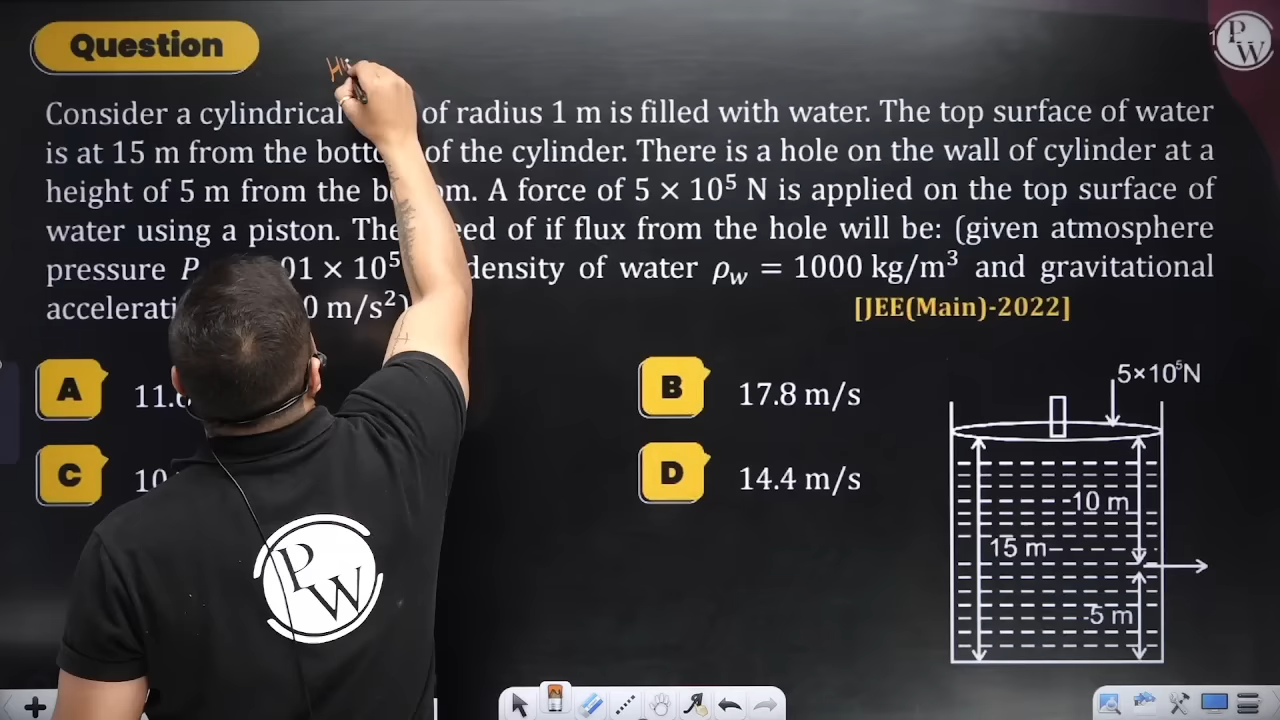 Question
PW
Consider a cylindrical of radius 1 m is filled with water. The top surface of water
is at 15 m from the of the cylinder. There is a hole on the wall of cylinder at a
height of 5 m from the A force of 5 × 10⁵ N is applied on the top surface of
water using a piston. The of if flux from the hole will be: (given atmosphere
pressure P 01 × 10⁵ density of water ρw = 1000 kg/m³ and gravitational
0 m/s²)
[JEE(Main)-2022]
A
B 17.8 m/s
C 10
D 14.4 m/s
5×10⁵N
10 m
15 m
5 m
PW